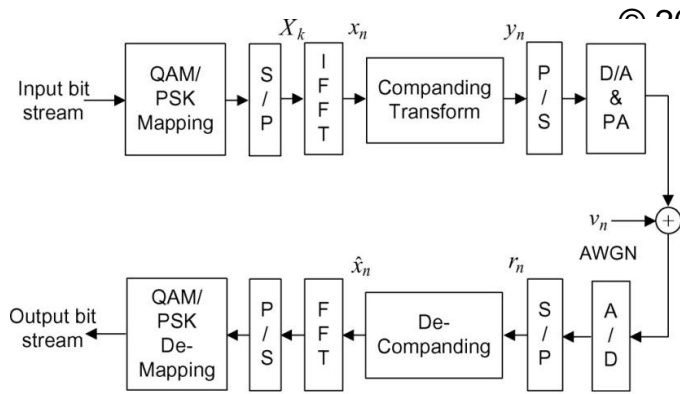 © 20
X_k
x_n
y_n
Input bit
stream
QAM/
PSK
Mapping
S
/
P
I
F
F
T
Companding
Transform
P
/
S
D/A
&
PA
v_n
+
AWGN
x̂_n
r_n
Output bit
stream
QAM/
PSK
De-
Mapping
P
/
S
F
F
T
De-
Companding
S
/
P
A
/
D